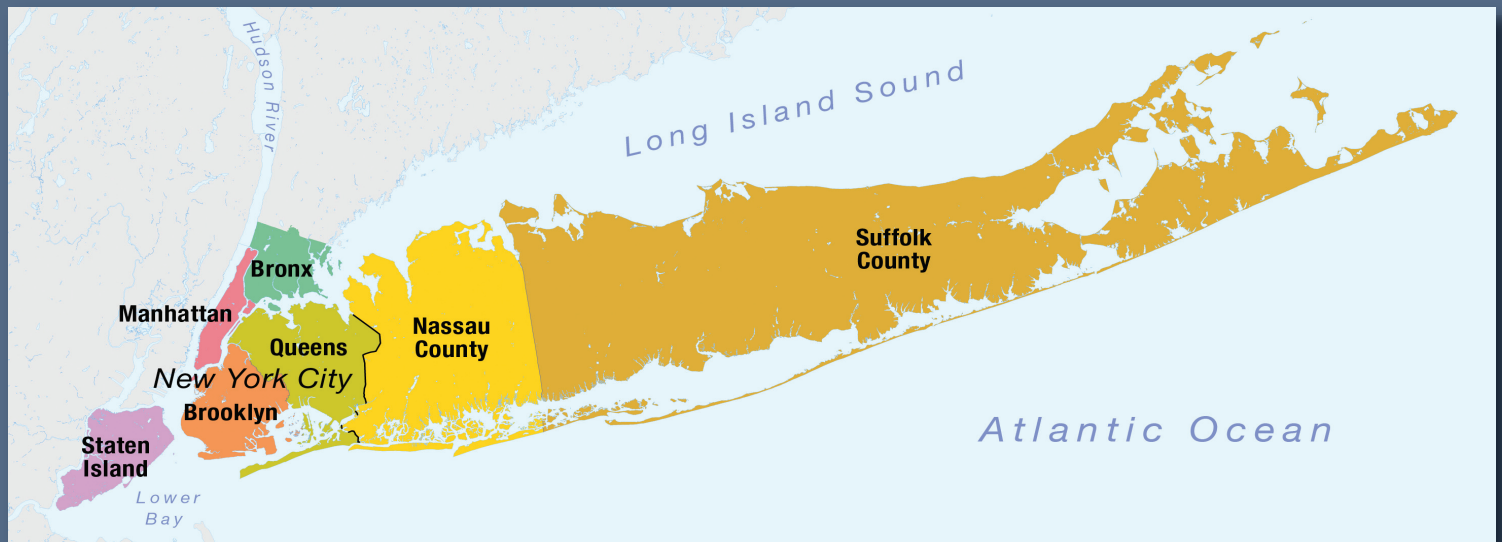 Hudson River
Long Island Sound
Suffolk
County
Bronx
Manhattan
Nassau
County
Queens
New York City
Brooklyn
Atlantic Ocean
Staten
Island
Lower
Bay